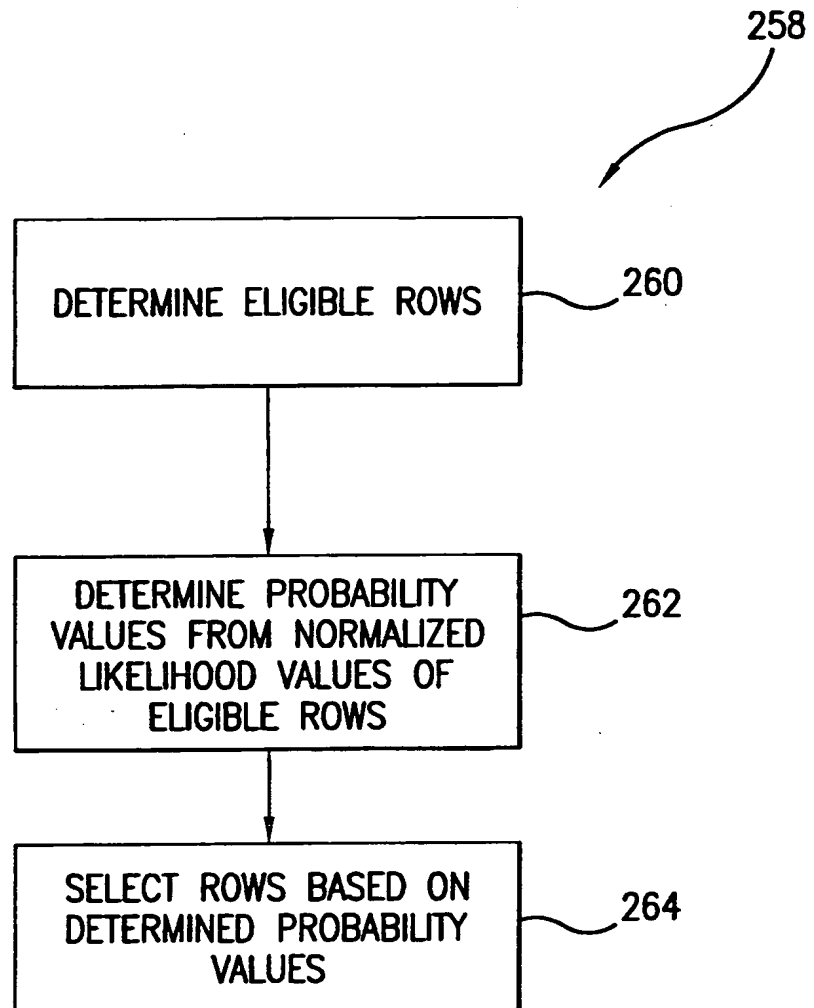 258
DETERMINE ELIGIBLE ROWS
260
DETERMINE PROBABILITY
VALUES FROM NORMALIZED
LIKELIHOOD VALUES OF
ELIGIBLE ROWS
262
SELECT ROWS BASED ON
DETERMINED PROBABILITY
VALUES
264